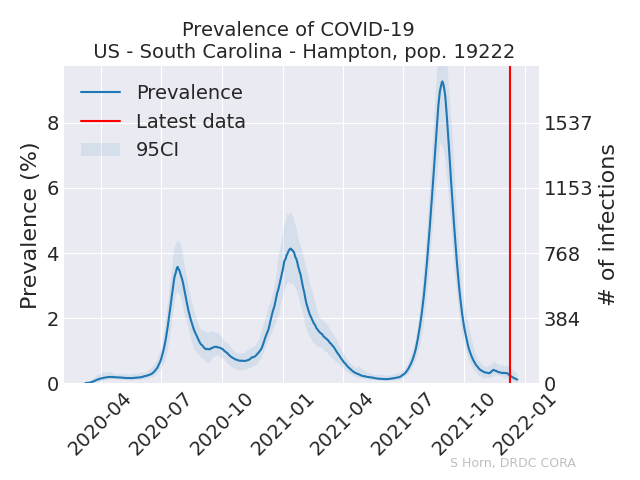 Prevalence of COVID-19
US - South Carolina - Hampton, pop. 19222
Prevalence
Latest data
95CI
Prevalence (%)
8
6
4
2
0
1537
1153
768
384
0
# of infections
2020-04
2020-07
2020-10
2021-01
2021-04
2021-07
2021-10
2022-01
S Horn, DRDC CORA